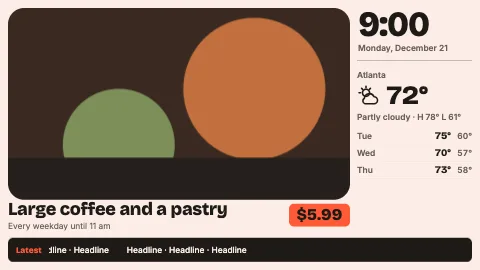 9:00
Monday, December 21
Atlanta
72°
Partly cloudy · H 78° L 61°
Tue 75° 60°
Wed 70° 57°
Thu 73° 58°
Large coffee and a pastry
Every weekday until 11 am
$5.99
Latest dline · Headline Headline · Headline · Headline